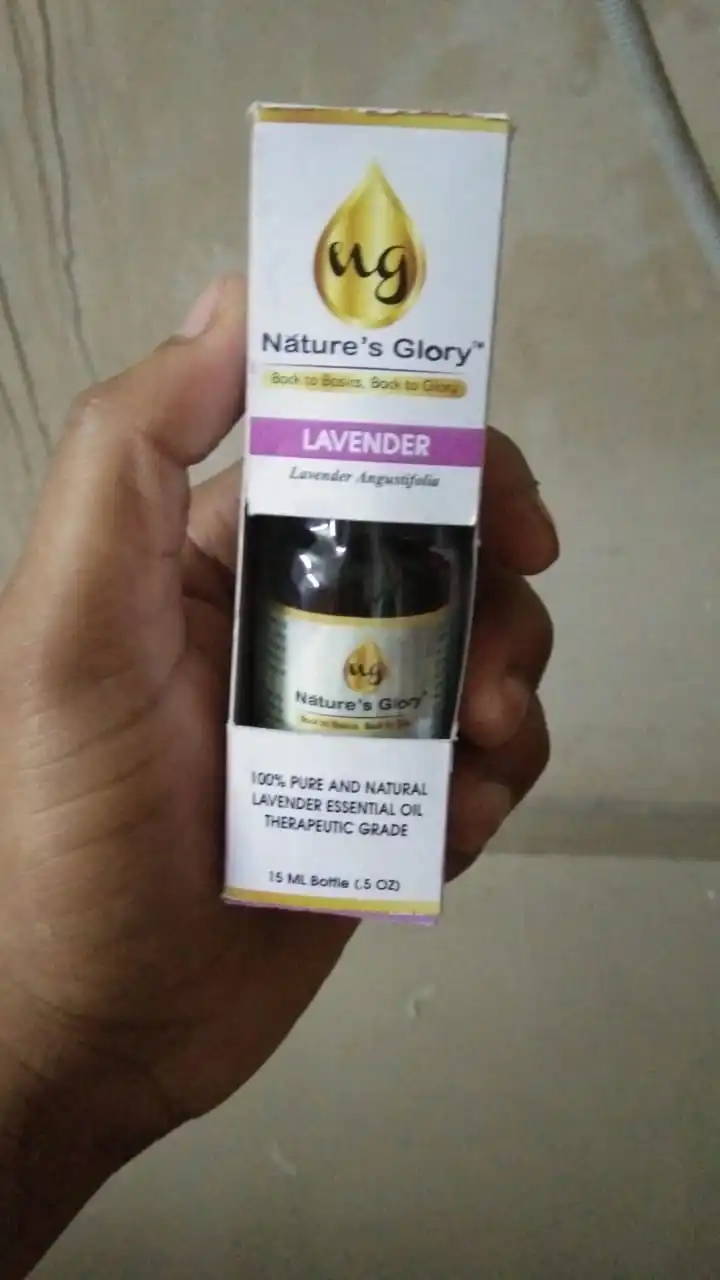 ng
Nature's Glory™
Back to Basics, Back to Glory
LAVENDER
Lavender Angustifolia
ng
Nature's Glory
100% PURE AND NATURAL
LAVENDER ESSENTIAL OIL
THERAPEUTIC GRADE
15 ML Bottle (.5 OZ)